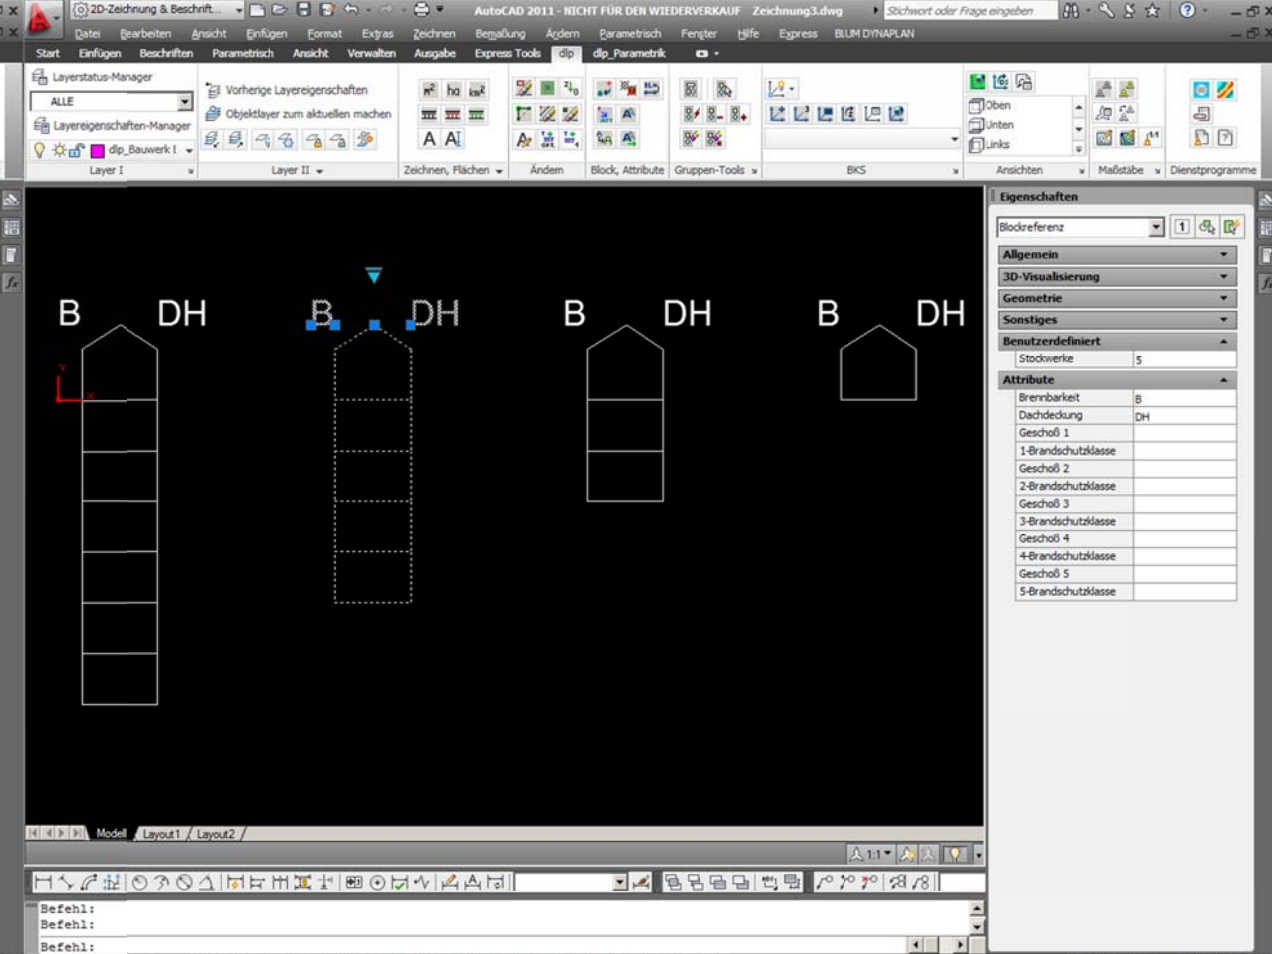 2D-Zeichnung & Beschrift...
AutoCAD 2011 - NICHT FÜR DEN WIEDERVERKAUF Zeichnung3.dwg
Stichwort oder Frage eingeben
Datei Bearbeiten Ansicht Einfügen Format Extras Zeichnen Bemaßung Ändern Parametrisch Fenster Hilfe Express BLUM DYNAPLAN
Start Einfügen Beschriften Parametrisch Ansicht Verwalten Ausgabe Express Tools dlp dlp_Parametrik
Layerstatus-Manager
ALLE
Layereigenschaften-Manager
dlp_Bauwerk
Layer I
Vorherige Layereigenschaften
Objektlayer zum aktuellen machen
Layer II
m² ha km²
A AI
Zeichnen, Flächen
Ändern
Block, Attribute
Gruppen-Tools
BKS
Oben
Unten
Links
Ansichten
Maßstäbe
Dienstprogramme
B DH B DH B DH B DH
Y
X
Modell Layout1 Layout2
1:1
Befehl:
Befehl:
Befehl:
Eigenschaften
Blockreferenz
1
Allgemein
3D-Visualisierung
Geometrie
Sonstiges
Benutzerdefiniert
Stockwerke 5
Attribute
Brennbarkeit B
Dachdeckung DH
Geschoß 1
1-Brandschutzklasse
Geschoß 2
2-Brandschutzklasse
Geschoß 3
3-Brandschutzklasse
Geschoß 4
4-Brandschutzklasse
Geschoß 5
5-Brandschutzklasse